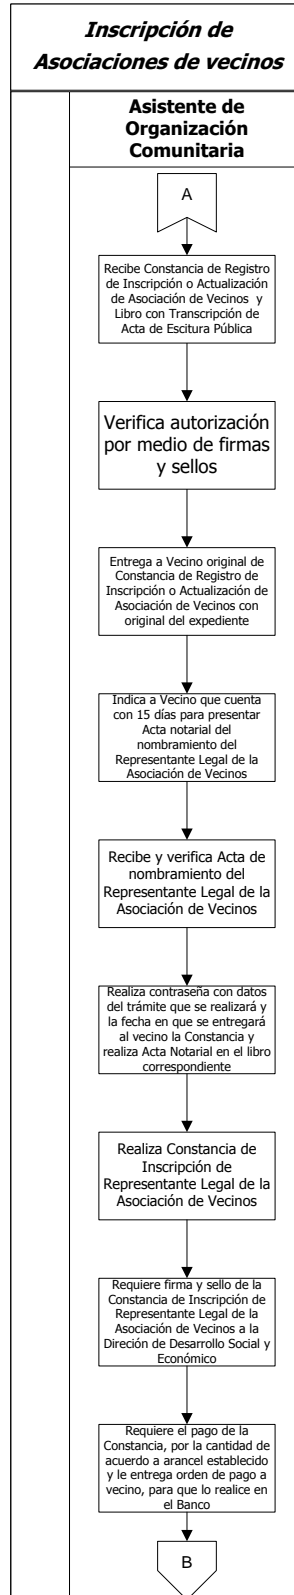 Inscripción de
Asociaciones de vecinos
Asistente de
Organización
Comunitaria
A
Recibe Constancia de Registro
de Inscripción o Actualización
de Asociación de Vecinos y
Libro con Transcripción de
Acta de Escitura Pública
Verifica autorización
por medio de firmas
y sellos
Entrega a Vecino original de
Constancia de Registro de
Inscripción o Actualización de
Asociación de Vecinos con
original del expediente
Indica a Vecino que cuenta
con 15 días para presentar
Acta notarial del
nombramiento del
Representante Legal de la
Asociación de Vecinos
Recibe y verifica Acta de
nombramiento del
Representante Legal de la
Asociación de Vecinos
Realiza contraseña con datos
del trámite que se realizará y
la fecha en que se entregará
al vecino la Constancia y
realiza Acta Notarial en el libro
correspondiente
Realiza Constancia de
Inscripción de
Representante Legal de la
Asociación de Vecinos
Requiere firma y sello de la
Constancia de Inscripción de
Representante Legal de la
Asociación de Vecinos a la
Direción de Desarrollo Social y
Económico
Requiere el pago de la
Constancia, por la cantidad de
acuerdo a arancel establecido
y le entrega orden de pago a
vecino, para que lo realice en
el Banco
B